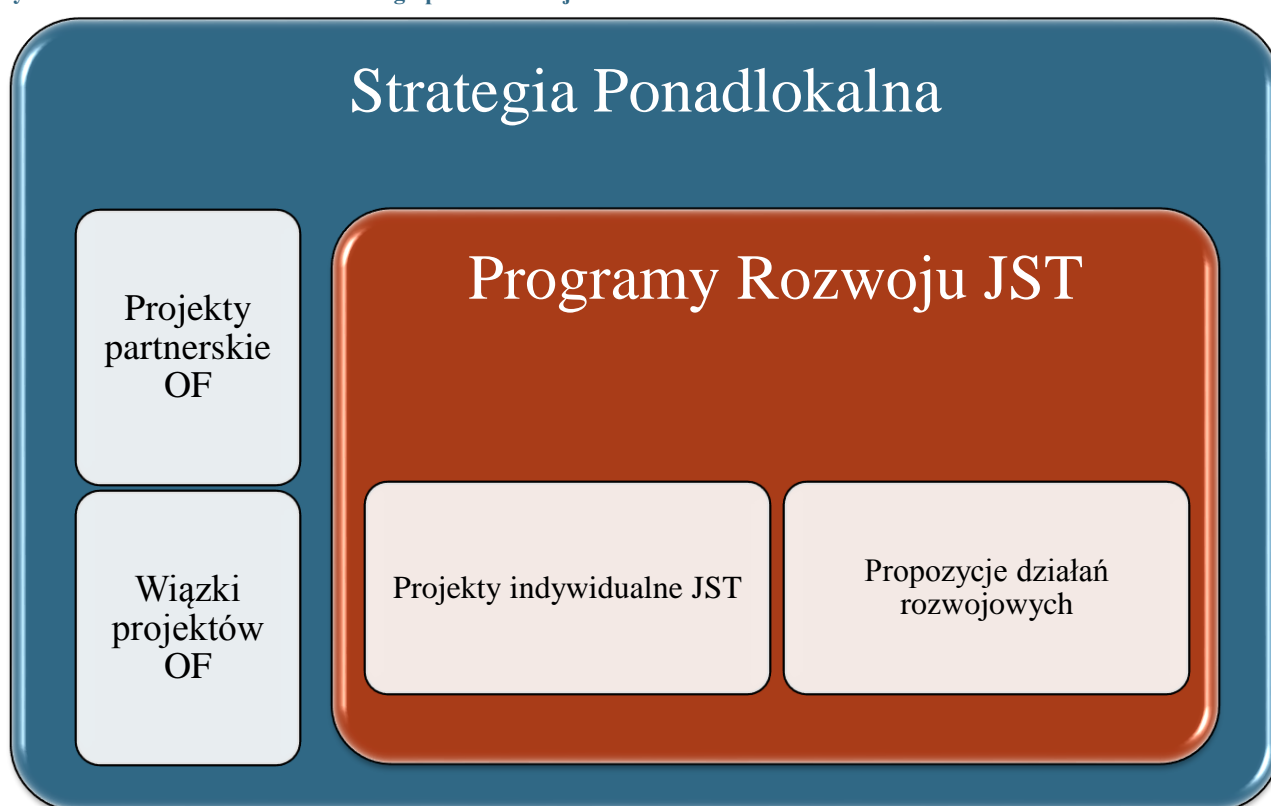 Strategia Ponadlokalna
Projekty
partnerskie
OF
Programy Rozwoju JST
Wiązki
projektów
OF
Projekty indywidualne JST
Propozycje działań
rozwojowych